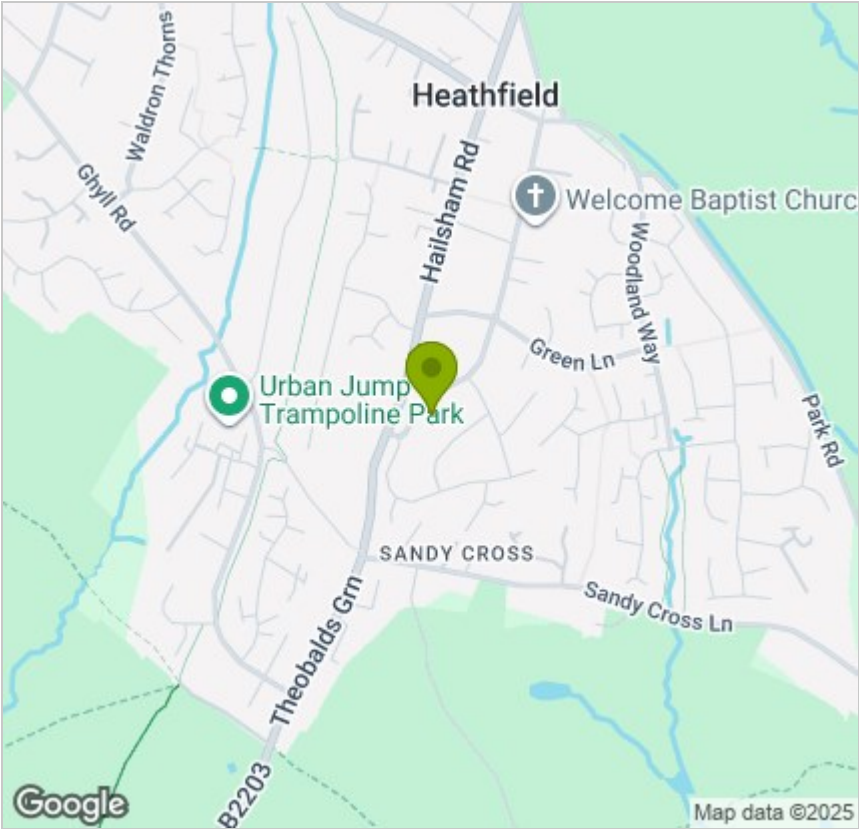 Waldron Thorns
Heathfield
Ghyll Rd
Hailsham Rd
Welcome Baptist Churc
Woodland Way
Green Ln
Urban Jump
Trampoline Park
Park Rd
SANDY CROSS
Sandy Cross Ln
Theobalds Grn
B2203
Google
Map data ©2025